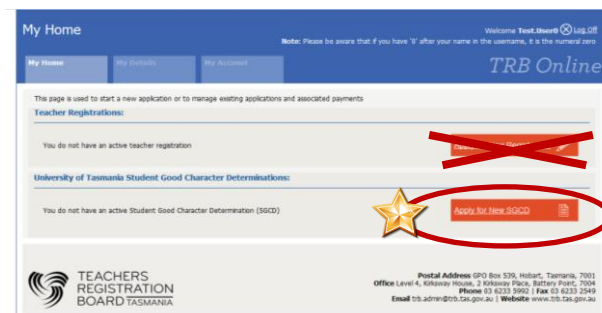 My Home
Welcome Test.User0 Log Off
Note: Please be aware that if you have '0' after your name in the username, it is the numeral zero
My Home My Details My Account
TRB Online
This page is used to start a new application or to manage existing applications and associated payments
Teacher Registrations:
You do not have an active teacher registration
University of Tasmania Student Good Character Determinations:
You do not have an active Student Good Character Determination (SGCD)
Apply for New SGCD
TEACHERS
REGISTRATION
BOARD TASMANIA
Postal Address GPO Box 539, Hobart, Tasmania, 7001
Office Level 4, Kirksway House, 2 Kirksway Place, Battery Point, 7004
Phone 03 6233 5992 | Fax 03 6233 2549
Email trb.admin@trb.tas.gov.au | Website www.trb.tas.gov.au